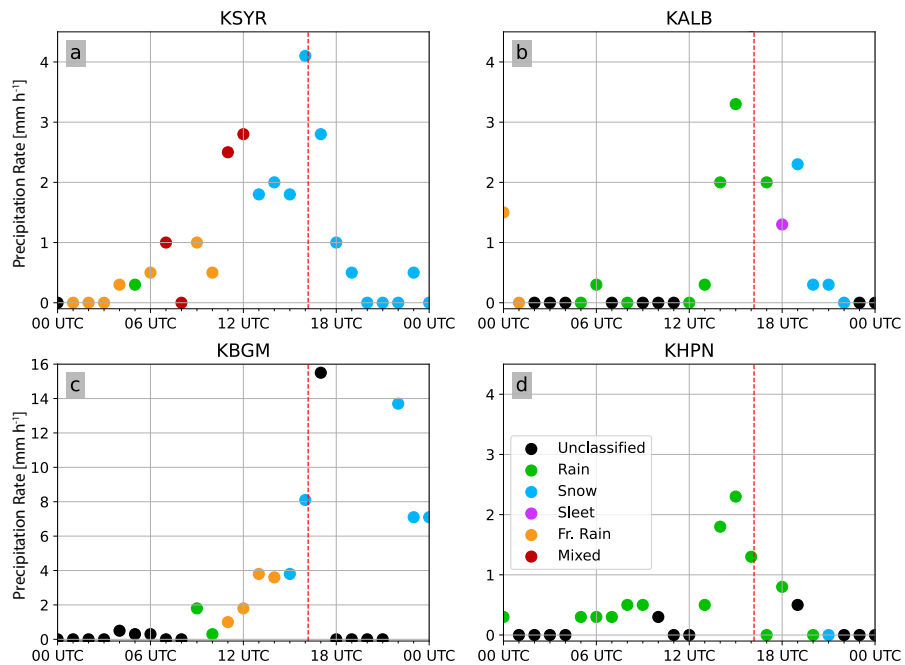 KSYR
KALB
a
b
Precipitation Rate [mm h⁻¹]
4
3
2
1
0
4
3
2
1
0
00 UTC 06 UTC 12 UTC 18 UTC 00 UTC
00 UTC 06 UTC 12 UTC 18 UTC 00 UTC
KBGM
KHPN
c
d
Precipitation Rate [mm h⁻¹]
16
14
12
10
8
6
4
2
0
4
3
2
1
0
Unclassified
Rain
Snow
Sleet
Fr. Rain
Mixed
00 UTC 06 UTC 12 UTC 18 UTC 00 UTC
00 UTC 06 UTC 12 UTC 18 UTC 00 UTC